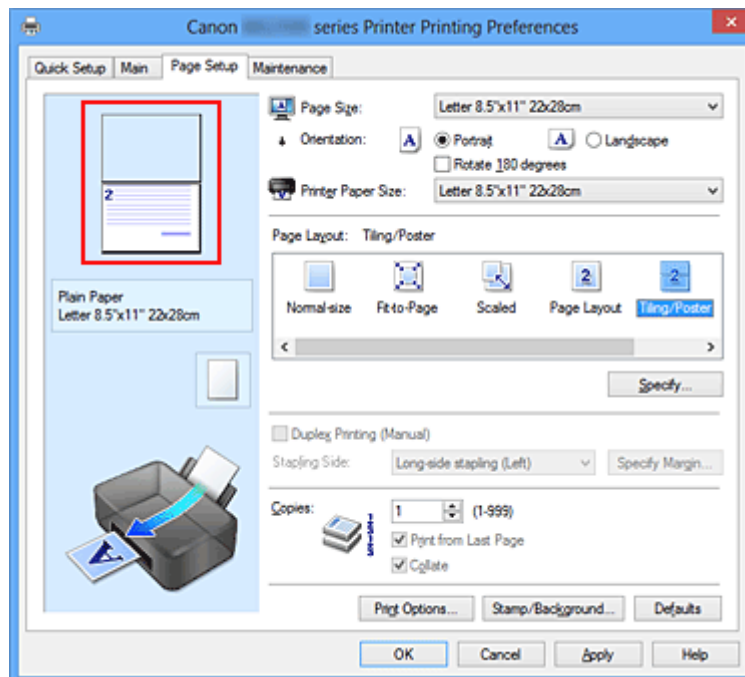 Canon series Printer Printing Preferences
Quick Setup Main Page Setup Maintenance
2
Plain Paper
Letter 8.5"x11" 22x28cm
A
Page Size: Letter 8.5"x11" 22x28cm
Orientation: A Portrait A Landscape
Rotate 180 degrees
Printer Paper Size: Letter 8.5"x11" 22x28cm
Page Layout: Tiling/Poster
2 2
Normal-size Fit-to-Page Scaled Page Layout Tiling/Poster
Specify...
Duplex Printing (Manual)
Stapling Side: Long-side stapling (Left) Specify Margin...
Copies: 1 (1-999)
Print from Last Page
Collate
Print Options... Stamp/Background... Defaults
OK Cancel Apply Help